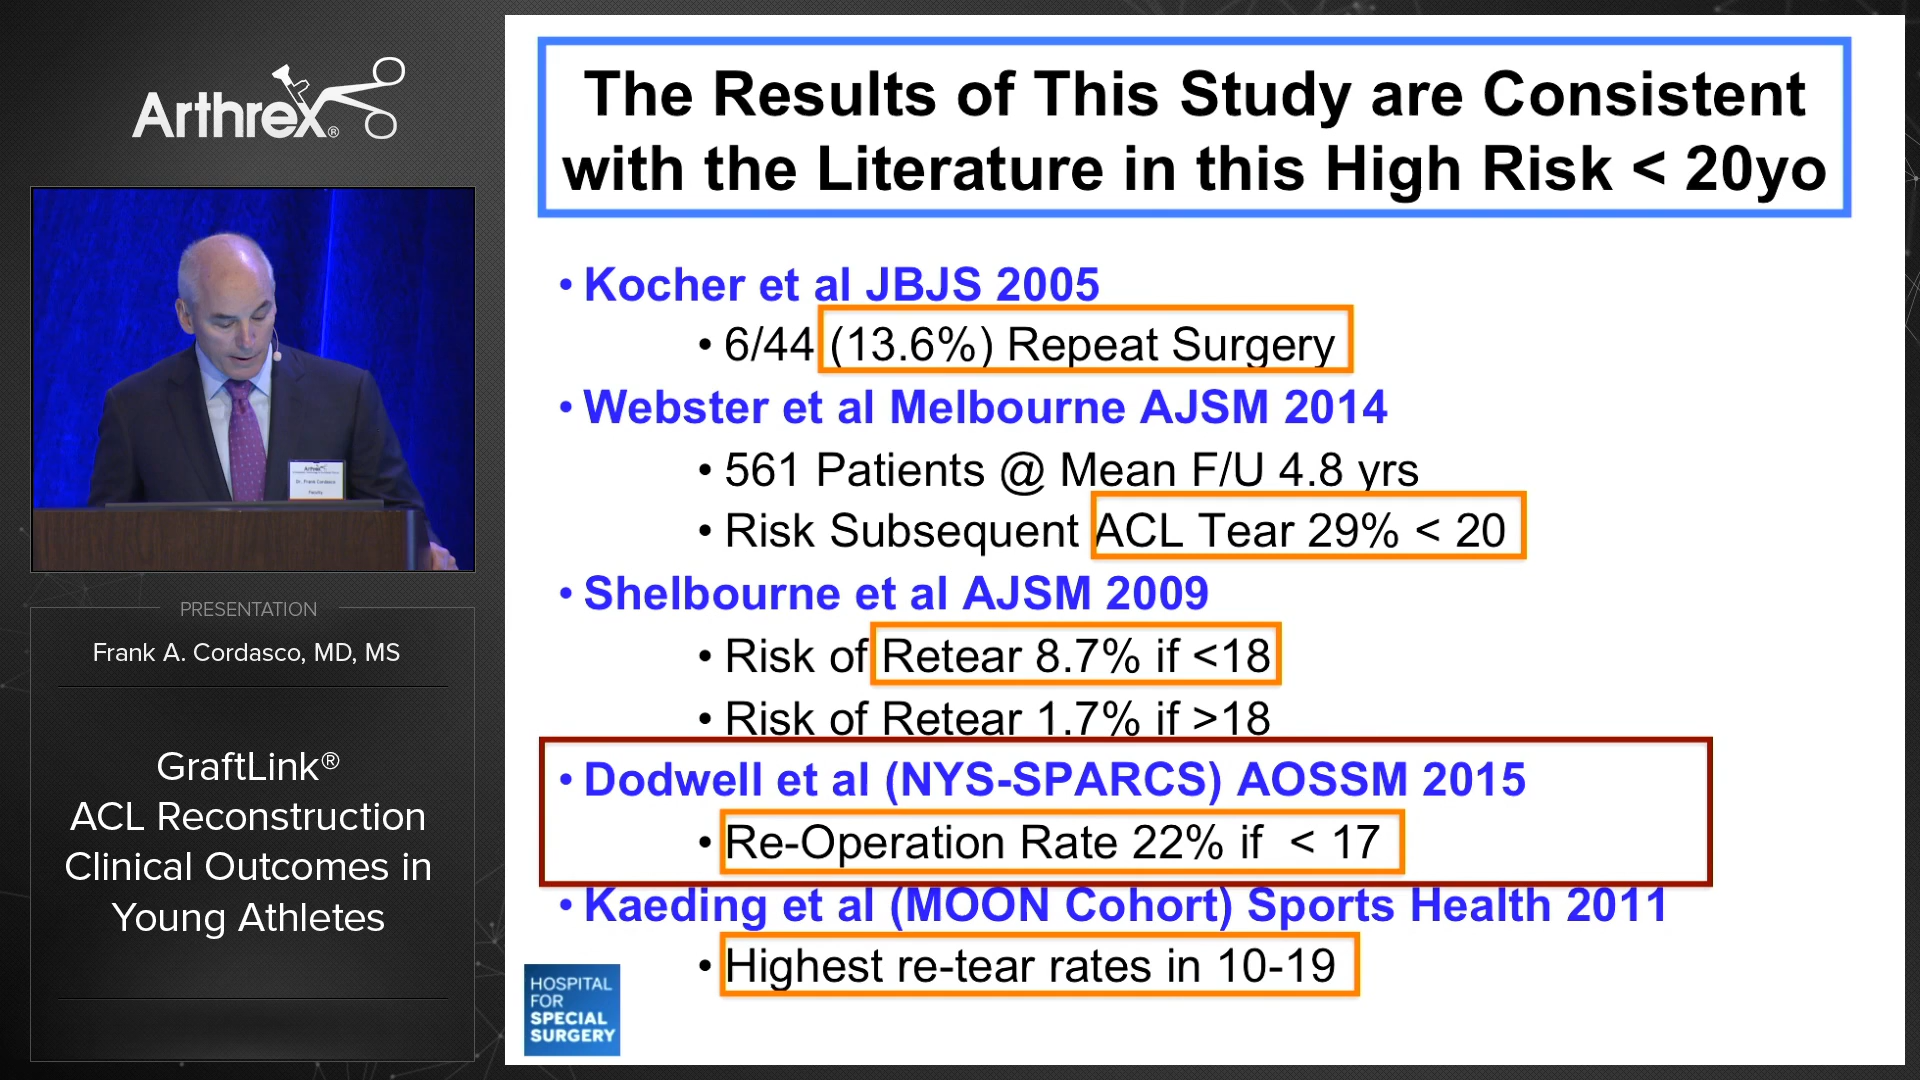 Arthrex®
Arthrex
Dr. Frank Cordasco
Faculty
PRESENTATION
Frank A. Cordasco, MD, MS
GraftLink®
ACL Reconstruction
Clinical Outcomes in
Young Athletes
The Results of This Study are Consistent
with the Literature in this High Risk < 20yo
• Kocher et al JBJS 2005
• 6/44 (13.6%) Repeat Surgery
• Webster et al Melbourne AJSM 2014
• 561 Patients @ Mean F/U 4.8 yrs
• Risk Subsequent ACL Tear 29% < 20
• Shelbourne et al AJSM 2009
• Risk of Retear 8.7% if <18
• Risk of Retear 1.7% if >18
• Dodwell et al (NYS-SPARCS) AOSSM 2015
• Re-Operation Rate 22% if < 17
• Kaeding et al (MOON Cohort) Sports Health 2011
• Highest re-tear rates in 10-19
HOSPITAL
FOR
SPECIAL
SURGERY